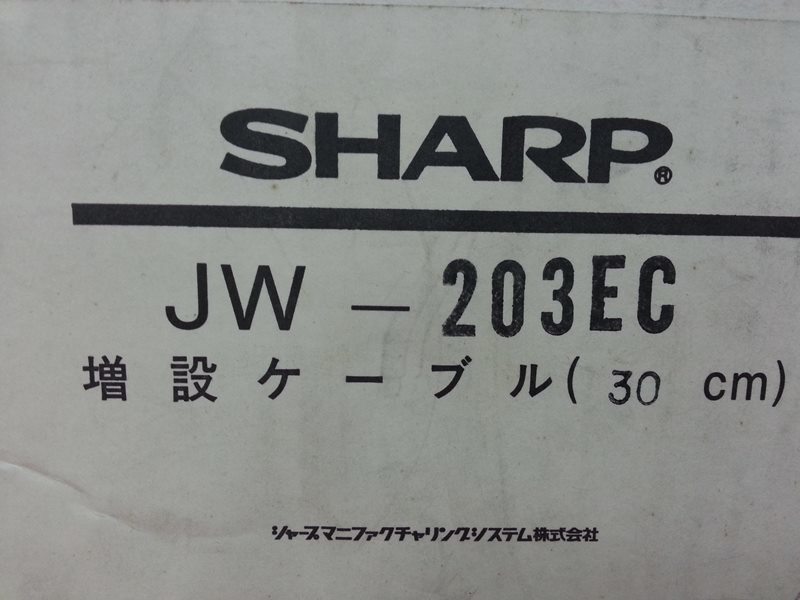 SHARP®
JW-203EC
増設ケーブル(30 cm)
シャープマニファクチャリングシステム株式会社